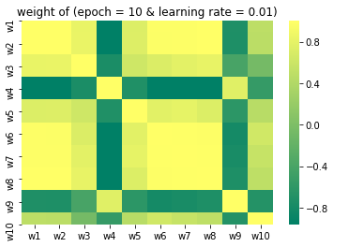 weight of (epoch = 10 & learning rate = 0.01)
w1
w2
w3
w4
w5
w6
w7
w8
w9
w10
0.8
0.4
0.0
−0.4
−0.8
w1 w2 w3 w4 w5 w6 w7 w8 w9 w10